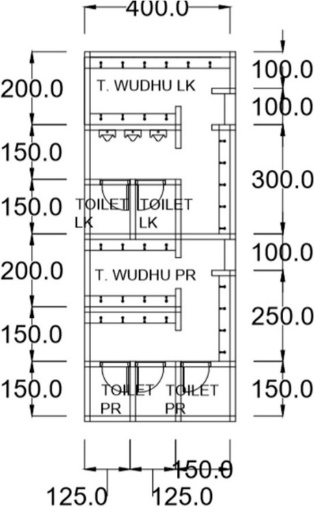 400.0
100.0
200.0
T. WUDHU LK
100.0
150.0
300.0
150.0
TOILET
LK
TOILET
LK
100.0
200.0
T. WUDHU PR
250.0
150.0
150.0
TOILET
PR
TOILET
PR
150.0
150.0
125.0
125.0